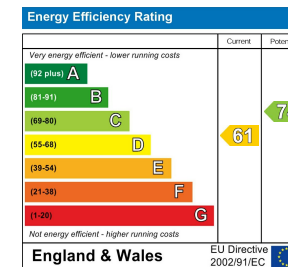 Energy Efficiency Rating
Current
Very energy efficient - lower running costs
(92 plus) A
(81-91) B
(69-80) C
(55-68) D
61
(39-54) E
(21-38) F
(1-20) G
Not energy efficient - higher running costs
England & Wales
EU Directive
2002/91/EC